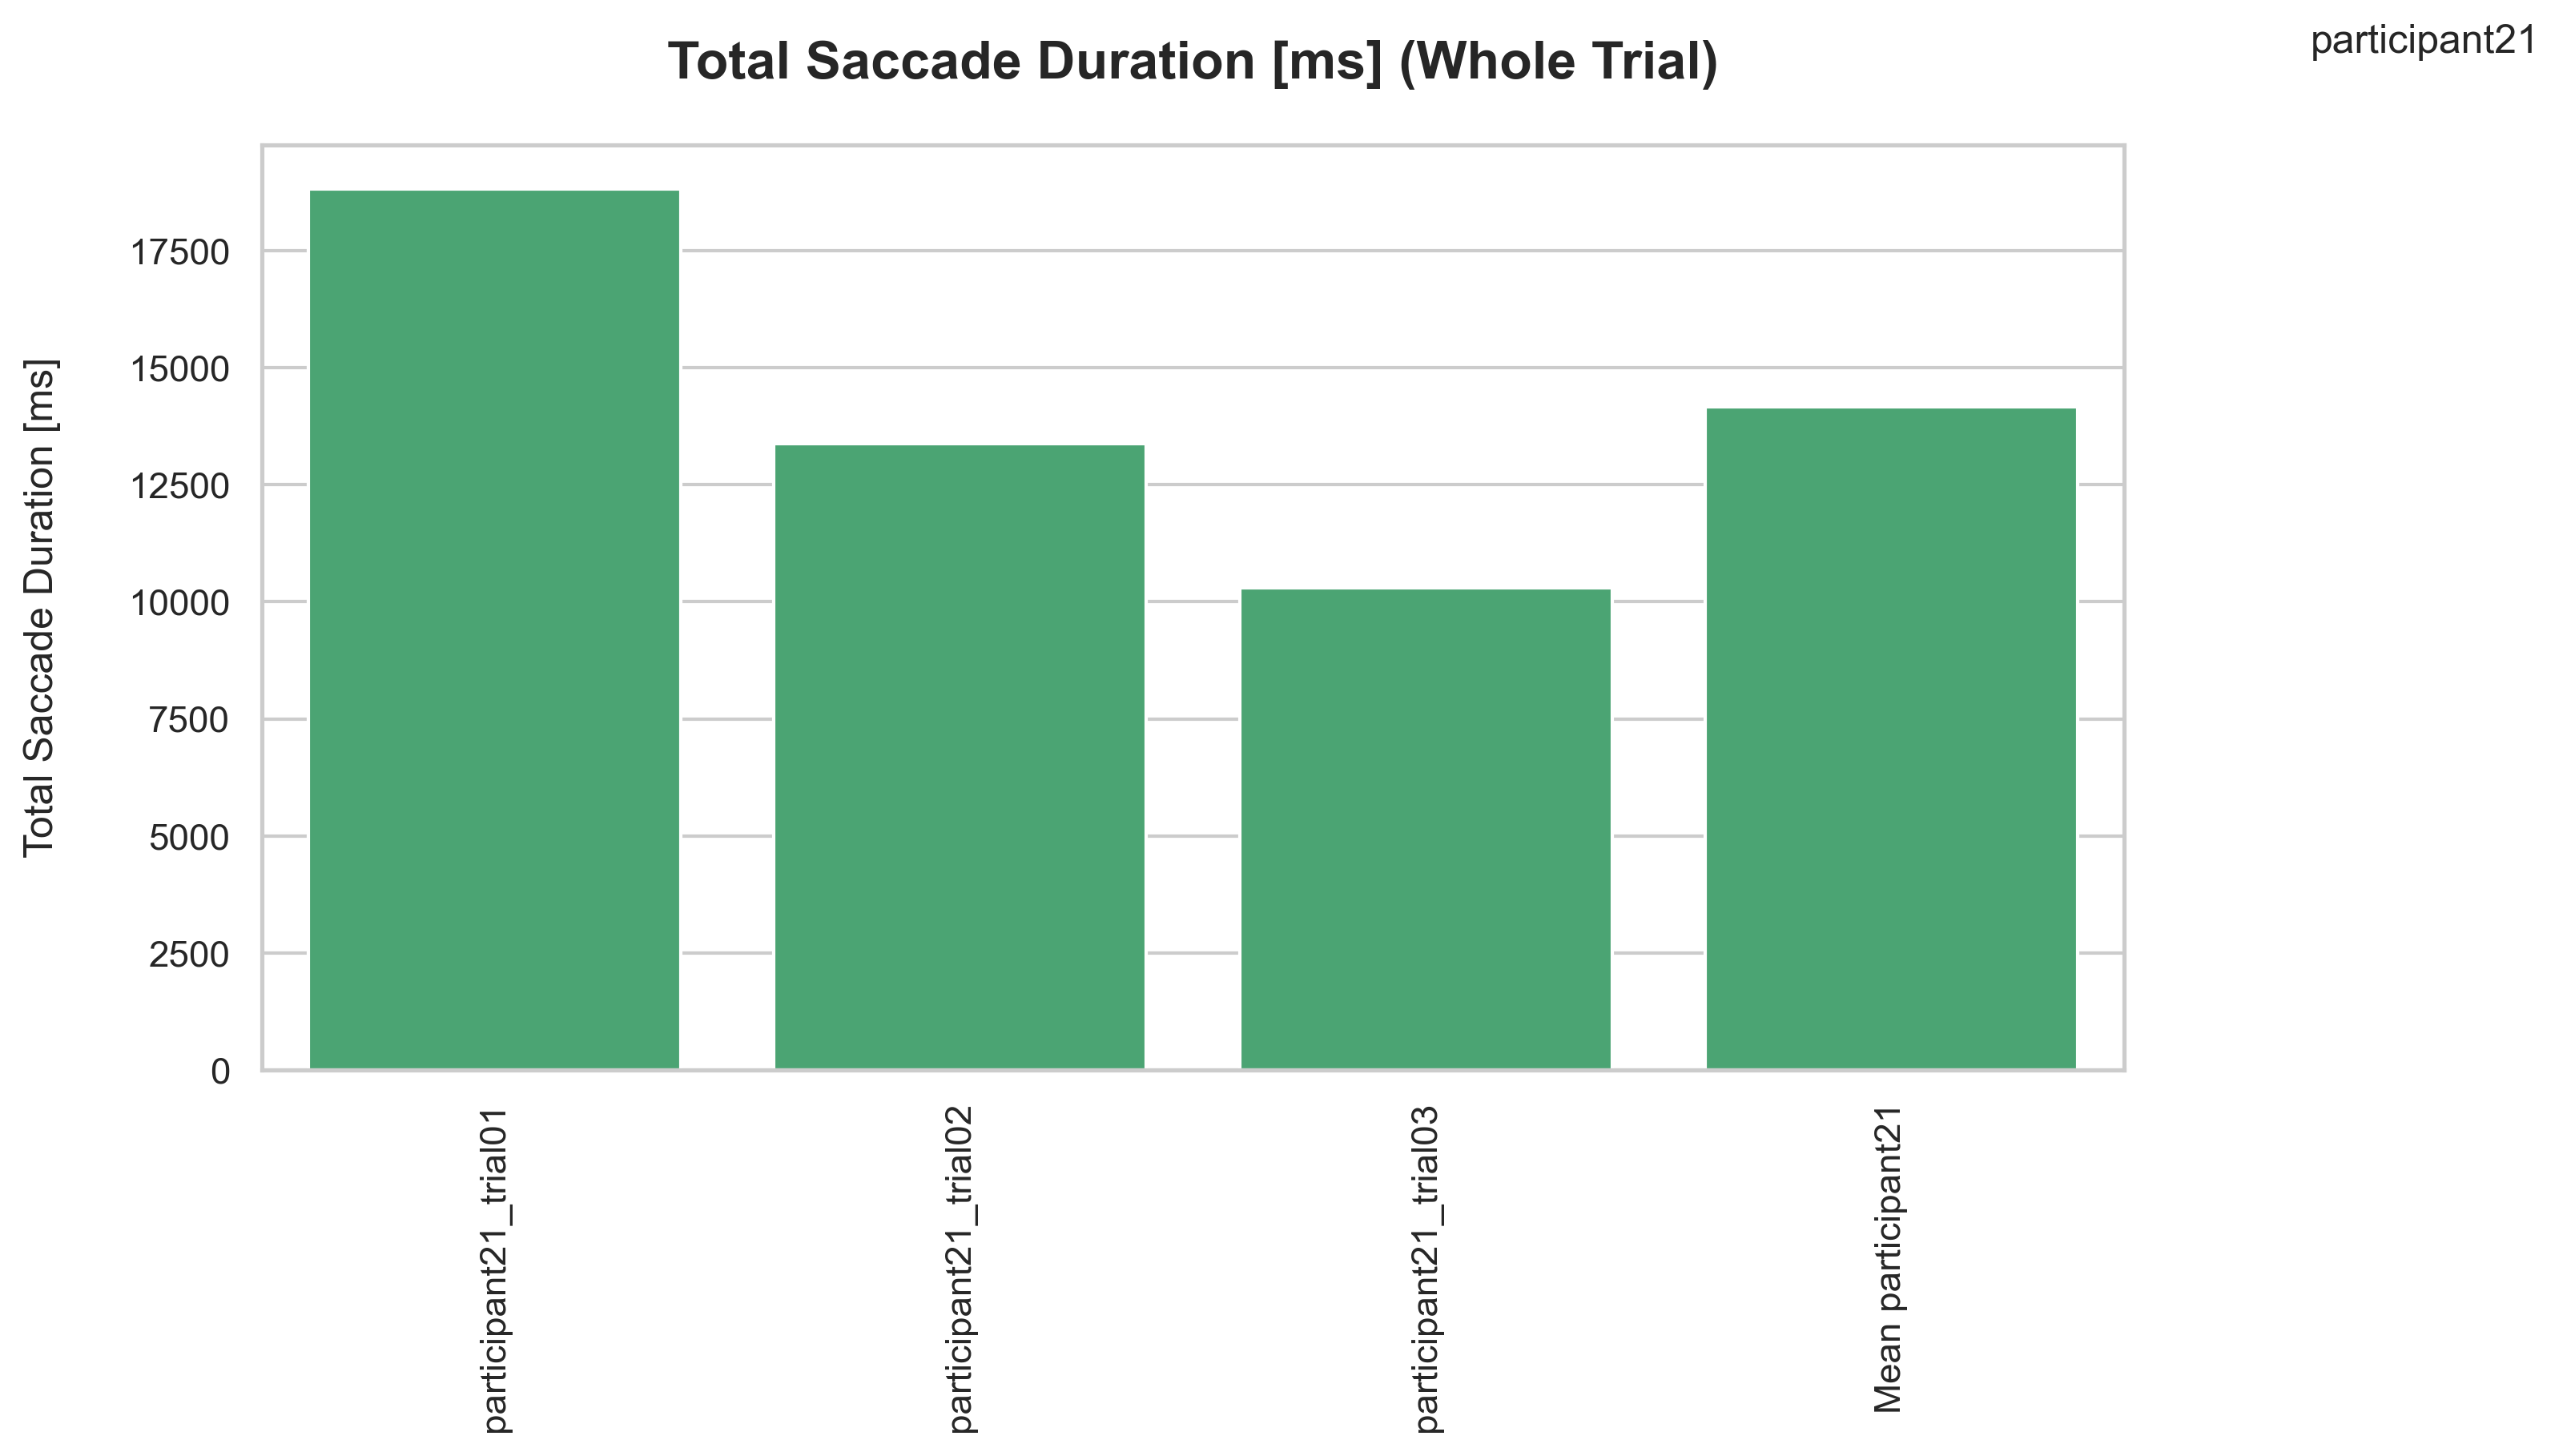 participant21
Total Saccade Duration [ms] (Whole Trial)
Total Saccade Duration [ms]
17500
15000
12500
10000
7500
5000
2500
0
participant21_trial01
participant21_trial02
participant21_trial03
Mean participant21